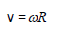 v = ωR